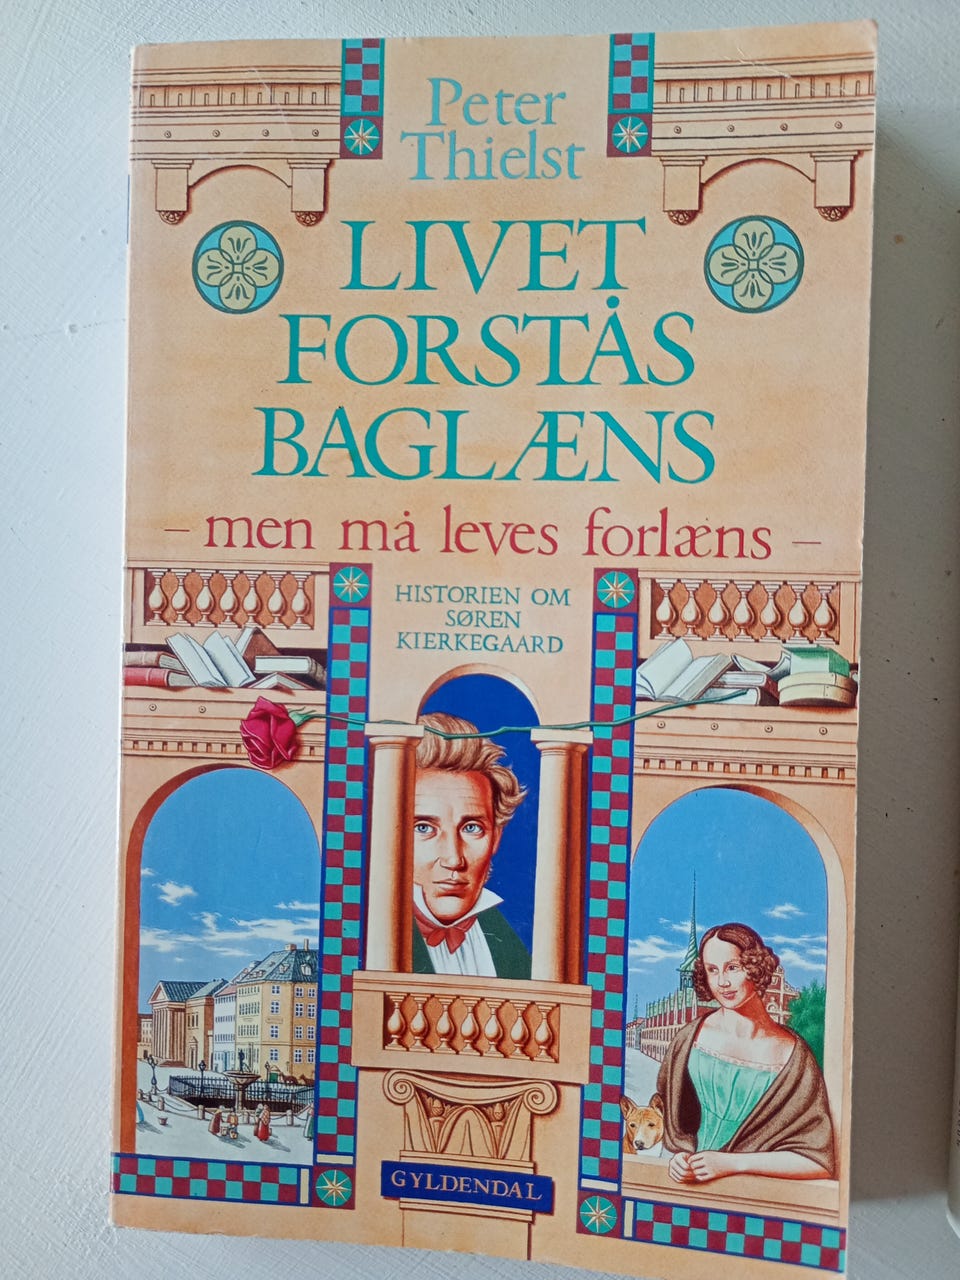 Peter
Thielst
LIVET
FORSTÅS
BAGLÆNS
– men må leves forlæns –
HISTORIEN OM
SØREN
KIERKEGAARD
GYLDENDAL